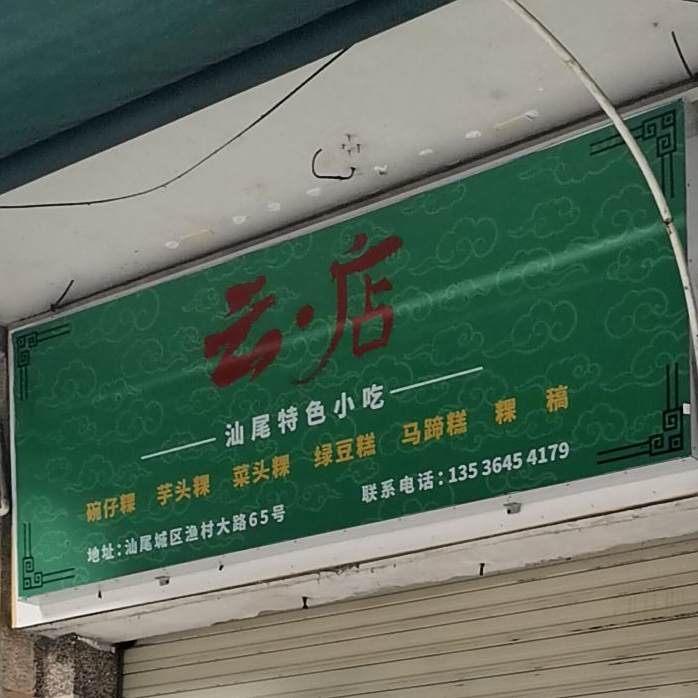 云·店
汕尾特色小吃
碗仔粿 芋头粿 菜头粿 绿豆糕 马蹄糕 粿 稿
地址:汕尾城区渔村大路65号 联系电话:135 3645 4179